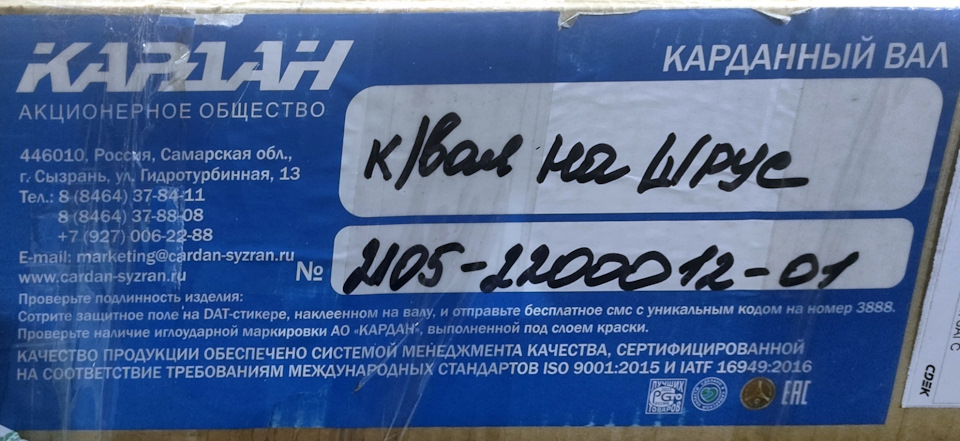 КАРДАН
АКЦИОНЕРНОЕ ОБЩЕСТВО
КАРДАННЫЙ ВАЛ
к/вал на ШРУС
446010, Россия, Самарская обл.,
г. Сызрань, ул. Гидротурбинная, 13
Тел.: 8 (8464) 37-84-11
8 (8464) 37-88-08
+7 (927) 006-22-88
E-mail: marketing@cardan-syzran.ru
www.cardan-syzran.ru
№ 2105-2200012-01
Проверьте подлинность изделия:
Сотрите защитное поле на DAT-стикере, наклеенном на валу, и отправьте бесплатное смс с уникальным кодом на номер 3888.
Проверьте наличие иглоударной маркировки АО "КАРДАН", выполненной под слоем краски.
КАЧЕСТВО ПРОДУКЦИИ ОБЕСПЕЧЕНО СИСТЕМОЙ МЕНЕДЖМЕНТА КАЧЕСТВА, СЕРТИФИЦИРОВАННОЙ
НА СООТВЕТСТВИЕ ТРЕБОВАНИЯМ МЕЖДУНАРОДНЫХ СТАНДАРТОВ ISO 9001:2015 И IATF 16949:2016
ЛУЧШИХ
ТОВАРОВ
EAC
CDEK